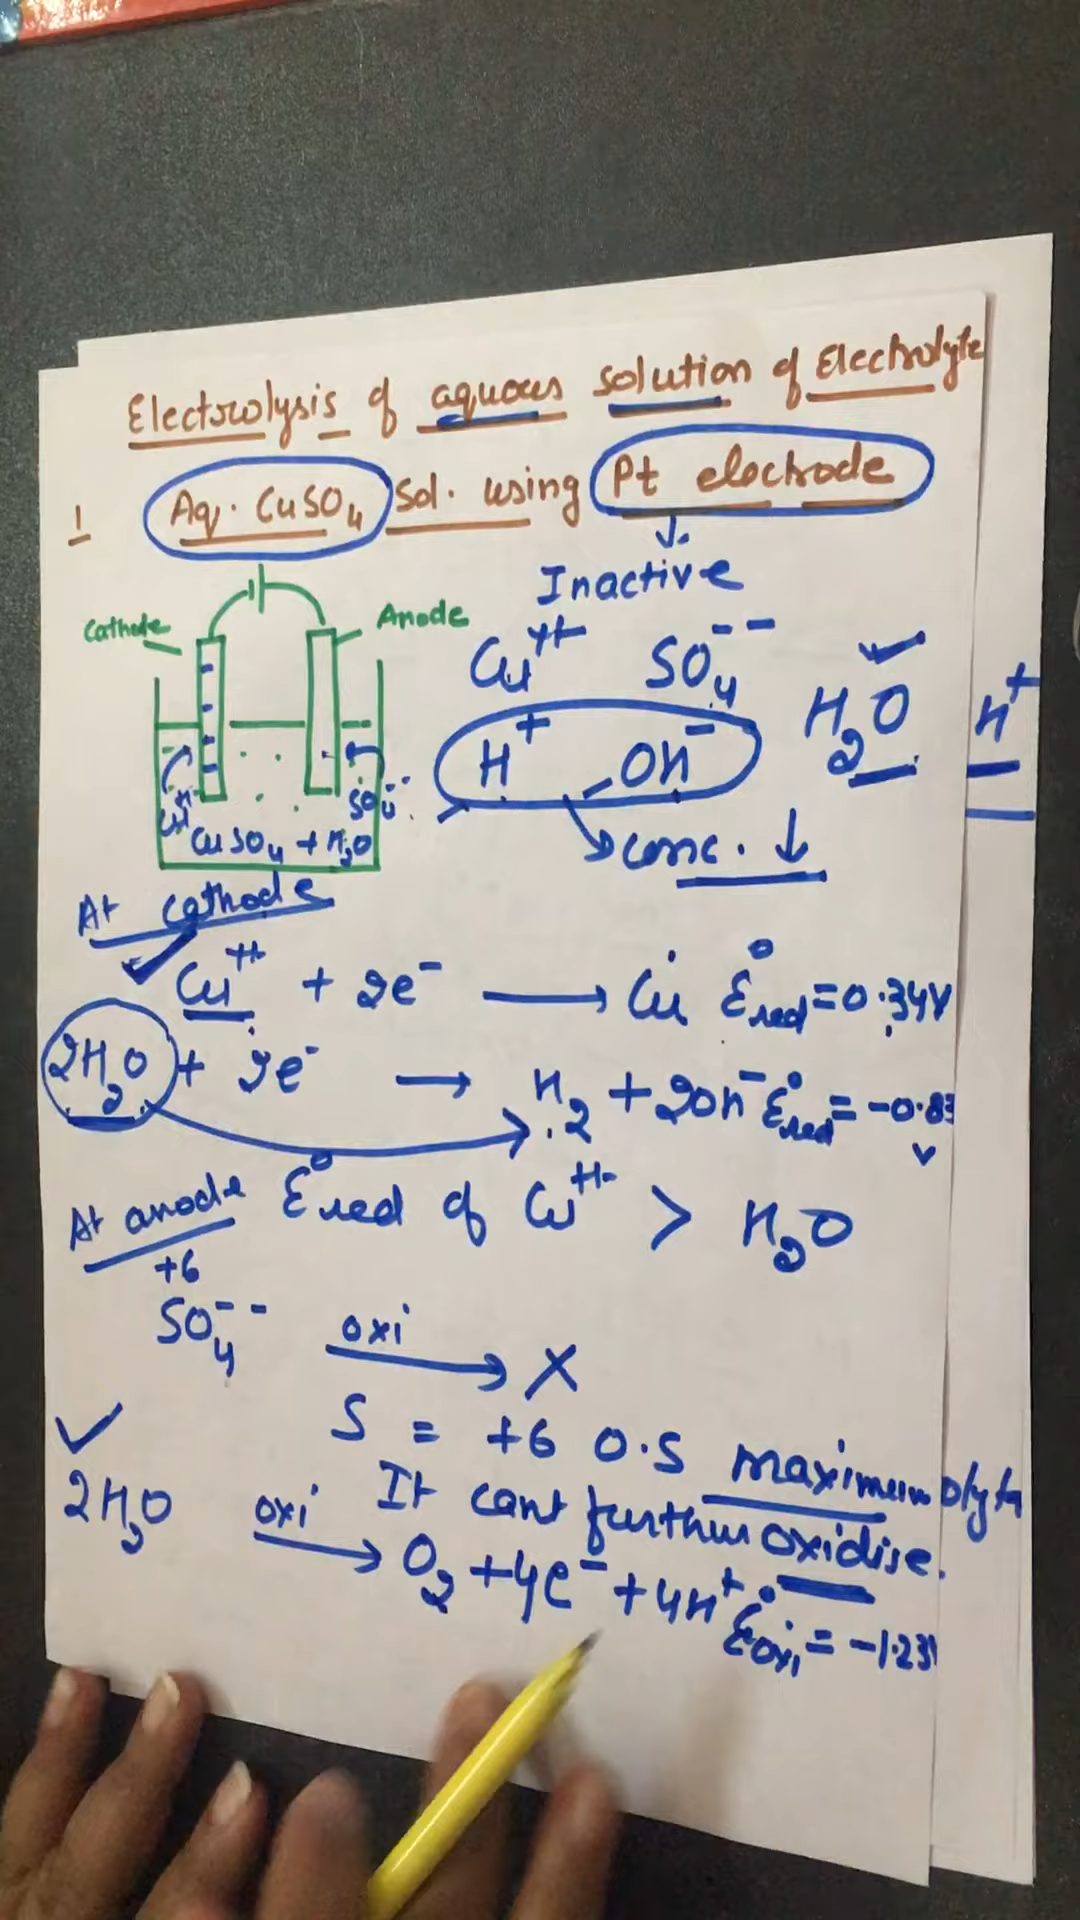 Electrolysis of aquous solution of Electrolyte
1 Aq. CuSO₄ Sol. using Pt electrode
Inactive
Cathode Anode
Cu⁺⁺ SO₄⁻⁻ H₂O H⁺
H⁺ OH⁻
Cu⁺⁺ SO₄⁻⁻
CuSO₄ + H₂O
conc. ↓
At cathode
Cu⁺⁺ + 2e⁻ → Cu E°red = 0.34V
2H₂O + 2e⁻ → H₂ + 2OH⁻ E°red = -0.83
V
At anode E°red of Cu⁺⁺ > H₂O
+6
SO₄⁻⁻ oxi → X
S = +6 O.S maximum
It cant further oxidise.
2H₂O oxi → O₂ + 4e⁻ + 4H⁺ E°oxi = -1.23